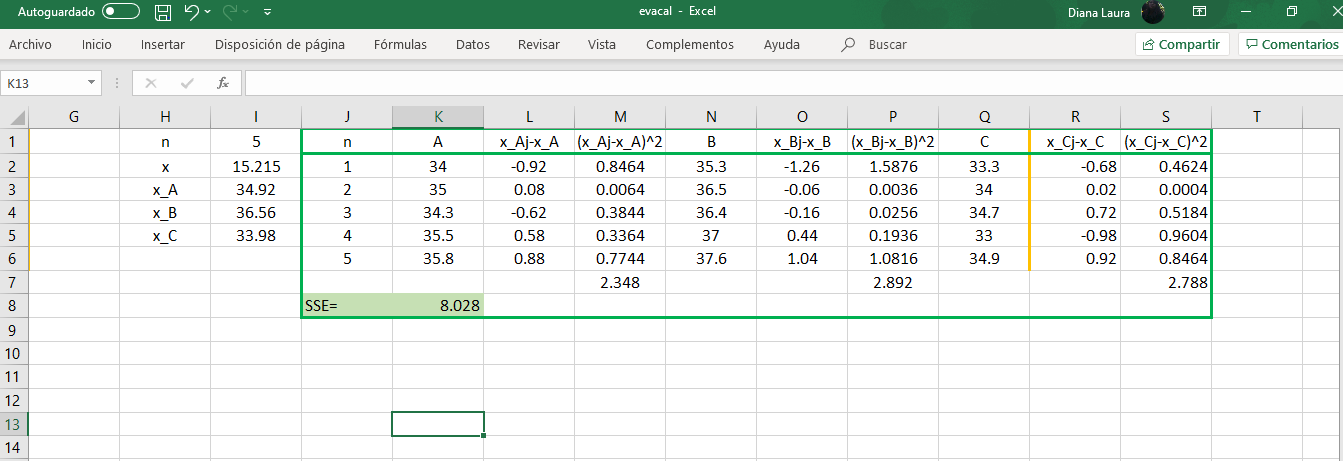 Autoguardado evacal - Excel Diana Laura
Archivo Inicio Insertar Disposición de página Fórmulas Datos Revisar Vista Complementos Ayuda Buscar Compartir Comentarios
K13 fx
G H I J K L M N O P Q R S T
1 n 5 n A x_Aj-x_A (x_Aj-x_A)^2 B x_Bj-x_B (x_Bj-x_B)^2 C x_Cj-x_C (x_Cj-x_C)^2
2 x 15.215 1 34 -0.92 0.8464 35.3 -1.26 1.5876 33.3 -0.68 0.4624
3 x_A 34.92 2 35 0.08 0.0064 36.5 -0.06 0.0036 34 0.02 0.0004
4 x_B 36.56 3 34.3 -0.62 0.3844 36.4 -0.16 0.0256 34.7 0.72 0.5184
5 x_C 33.98 4 35.5 0.58 0.3364 37 0.44 0.1936 33 -0.98 0.9604
6 5 35.8 0.88 0.7744 37.6 1.04 1.0816 34.9 0.92 0.8464
7 2.348 2.892 2.788
8 SSE= 8.028
9
10
11
12
13
14